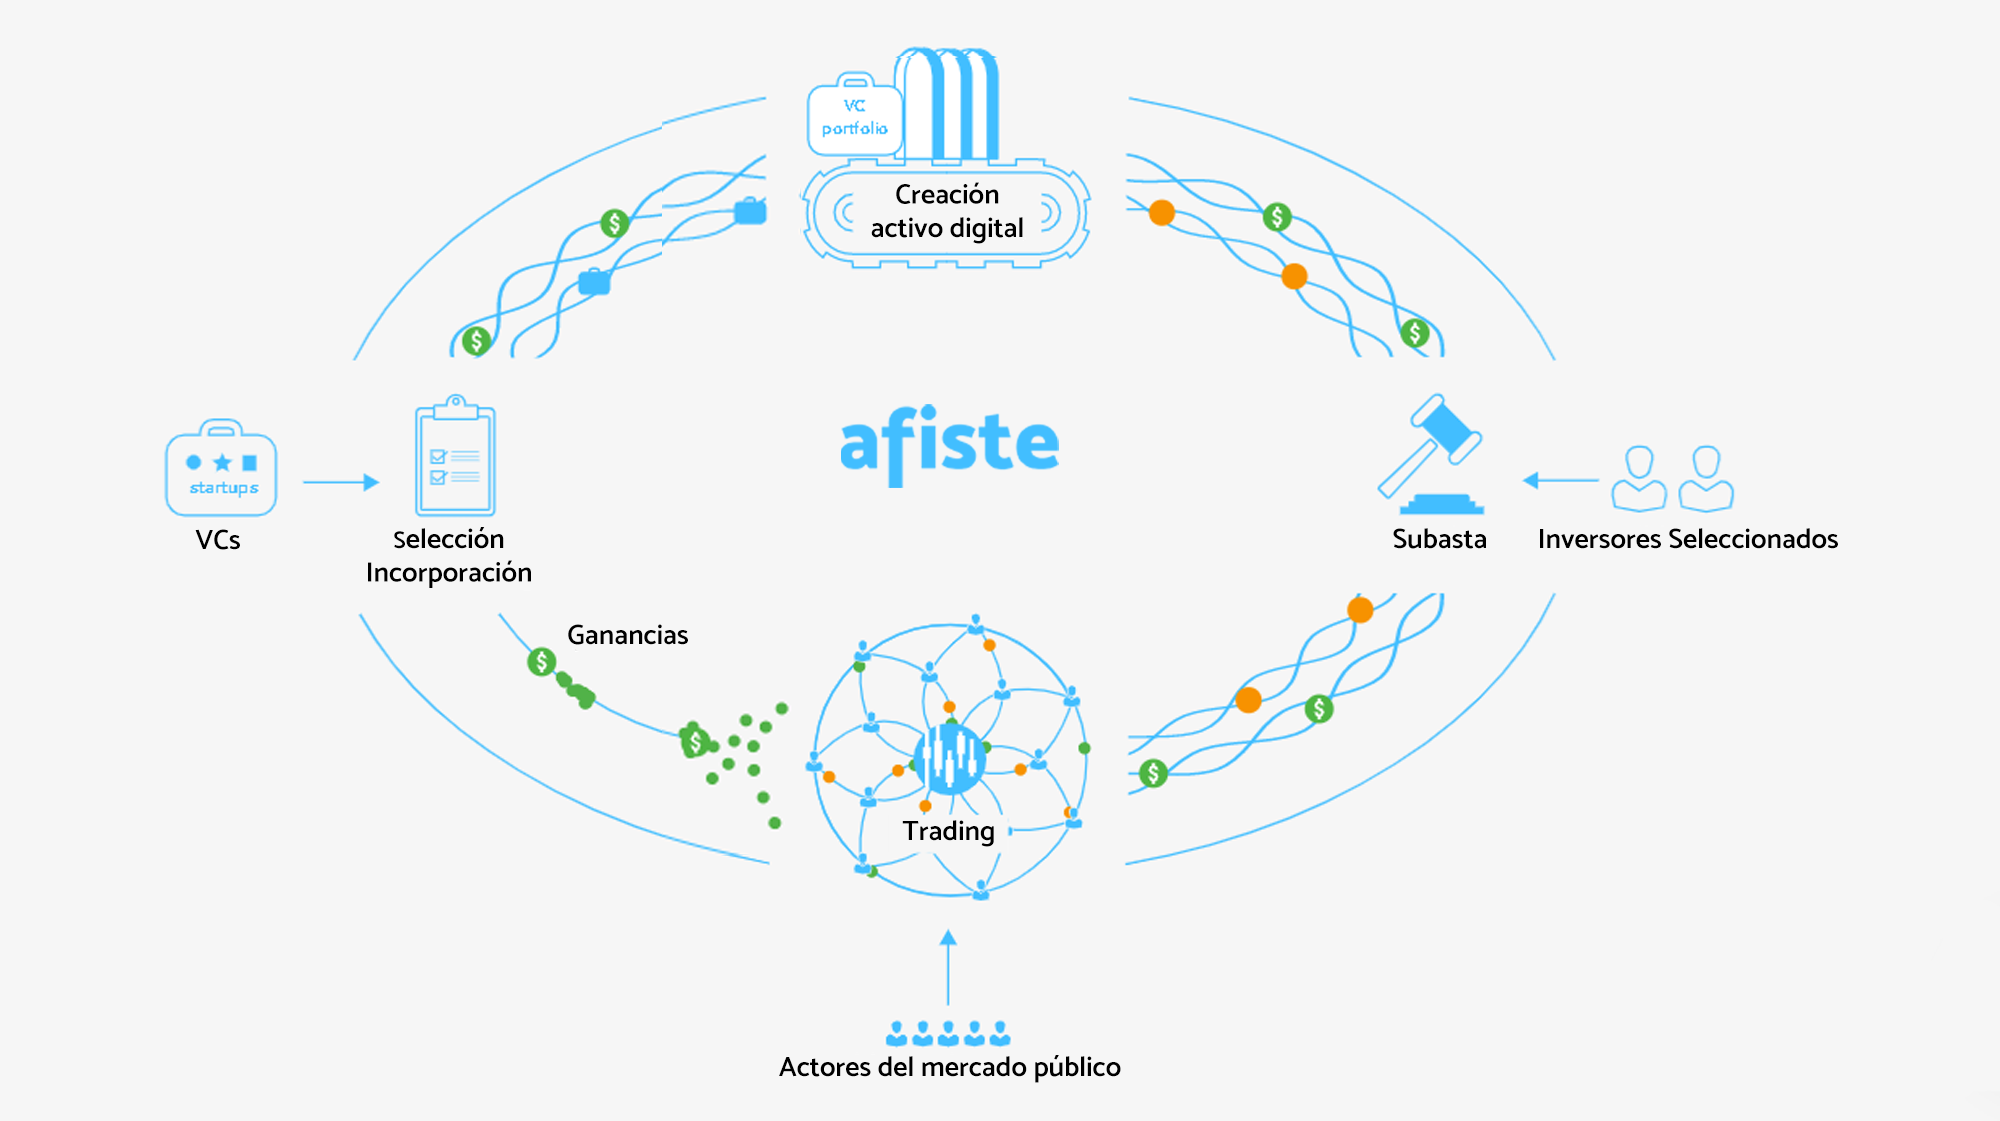 VC
portfolio
Creación
activo digital
afiste
startups
VCs
Selección
Incorporación
Subasta
Inversores Seleccionados
Ganancias
Trading
Actores del mercado público